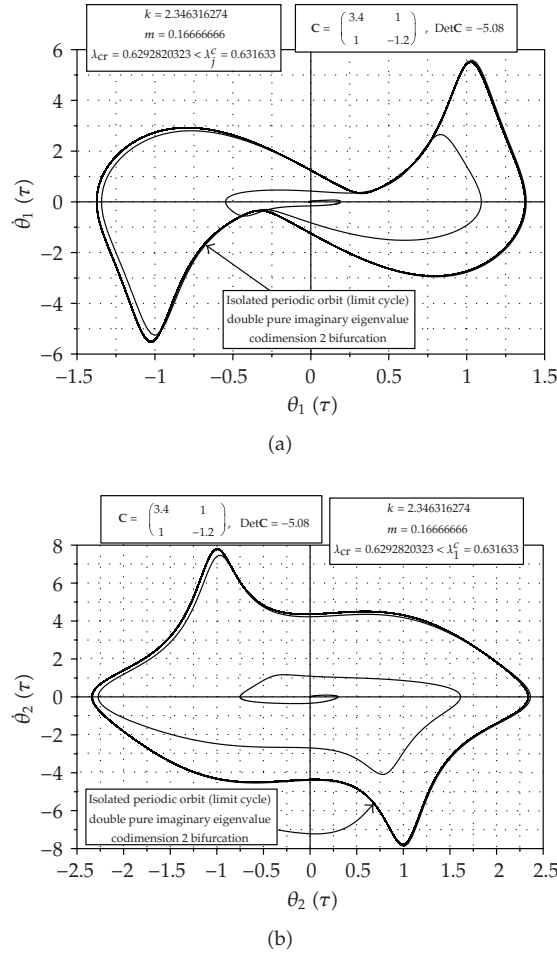 k = 2.346316274
m = 0.16666666
λcr = 0.6292820323 < λ_j^c = 0.631633
C = (3.4 1
1 −1.2), DetC = −5.08
6
4
2
0
−2
−4
−6
θ̇1 (τ)
Isolated periodic orbit (limit cycle)
double pure imaginary eigenvalue
codimension 2 bifurcation
−1.5 −1 −0.5 0 0.5 1 1.5
θ1 (τ)
(a)
C = (3.4 1
1 −1.2), DetC = −5.08
k = 2.346316274
m = 0.16666666
λcr = 0.6292820323 < λ_1^c = 0.631633
8
6
4
2
0
−2
−4
−6
−8
θ̇2 (τ)
Isolated periodic orbit (limit cycle)
double pure imaginary eigenvalue
codimension 2 bifurcation
−2.5 −2 −1.5 −1 −0.5 0 0.5 1 1.5 2 2.5
θ2 (τ)
(b)